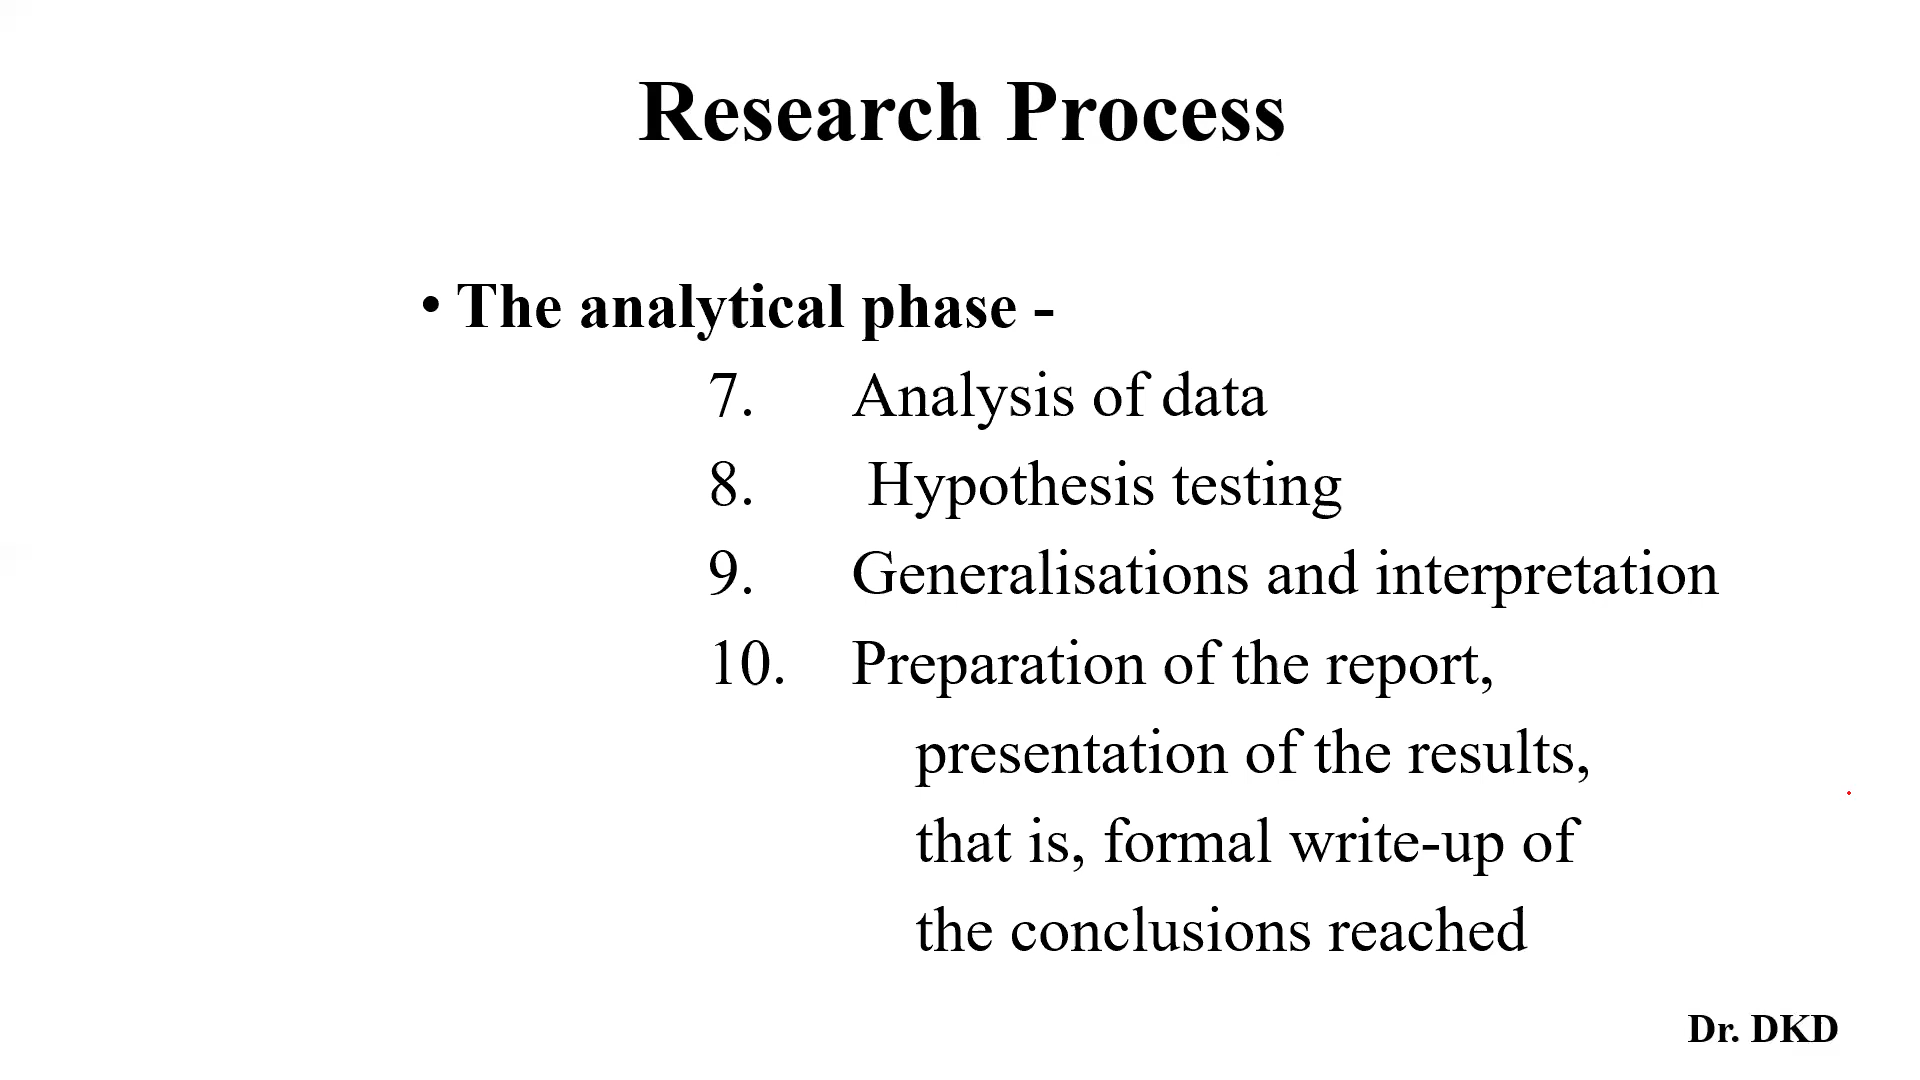 Research Process
• The analytical phase -
7. Analysis of data
8. Hypothesis testing
9. Generalisations and interpretation
10. Preparation of the report,
presentation of the results,
that is, formal write-up of
the conclusions reached
Dr. DKD